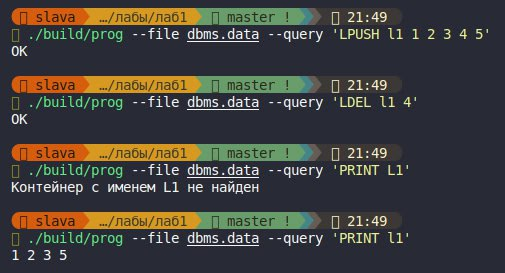 slava …/лабы/лаб1 master ! 21:49
./build/prog --file dbms.data --query 'LPUSH l1 1 2 3 4 5'
OK
slava …/лабы/лаб1 master ! 21:49
./build/prog --file dbms.data --query 'LDEL l1 4'
OK
slava …/лабы/лаб1 master ! 21:49
./build/prog --file dbms.data --query 'PRINT L1'
Контейнер с именем L1 не найден
slava …/лабы/лаб1 master ! 21:49
./build/prog --file dbms.data --query 'PRINT l1'
1 2 3 5